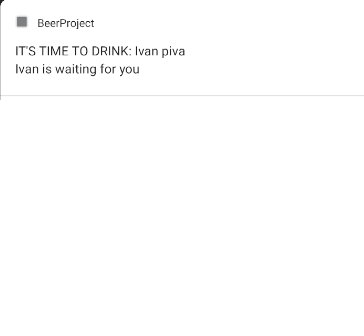 BeerProject
IT'S TIME TO DRINK: Ivan piva
Ivan is waiting for you